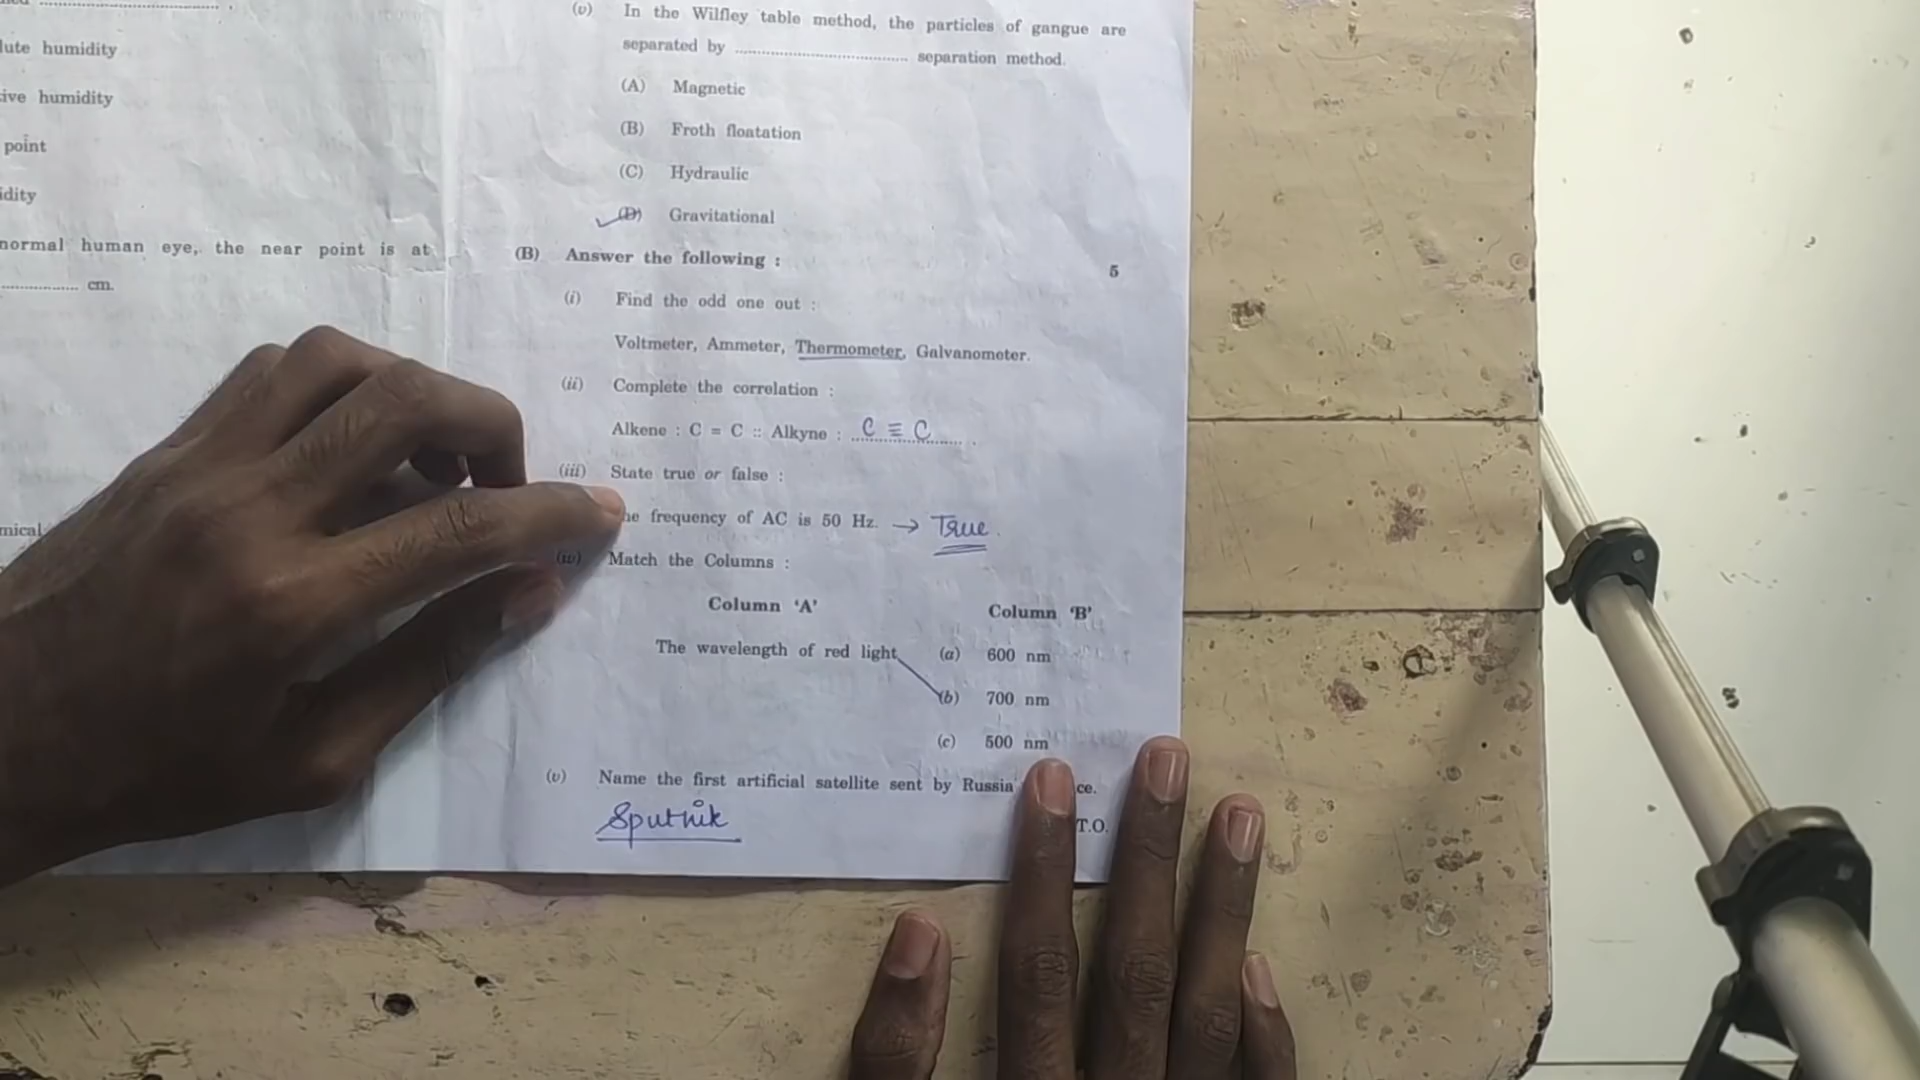 lute humidity
ive humidity
point
idity
normal human eye, the near point is at
.................. cm.
mical
(v) In the Wilfley table method, the particles of gangue are
separated by ........................................ separation method.
(A) Magnetic
(B) Froth floatation
(C) Hydraulic
(D) Gravitational
(B) Answer the following : 5
(i) Find the odd one out :
Voltmeter, Ammeter, Thermometer, Galvanometer.
(ii) Complete the correlation :
Alkene : C = C :: Alkyne : C ≡ C .
(iii) State true or false :
he frequency of AC is 50 Hz. → True.
(iv) Match the Columns :
Column 'A' Column 'B'
The wavelength of red light (a) 600 nm
(b) 700 nm
(c) 500 nm
(v) Name the first artificial satellite sent by Russia ce.
Sputnik
T.O.